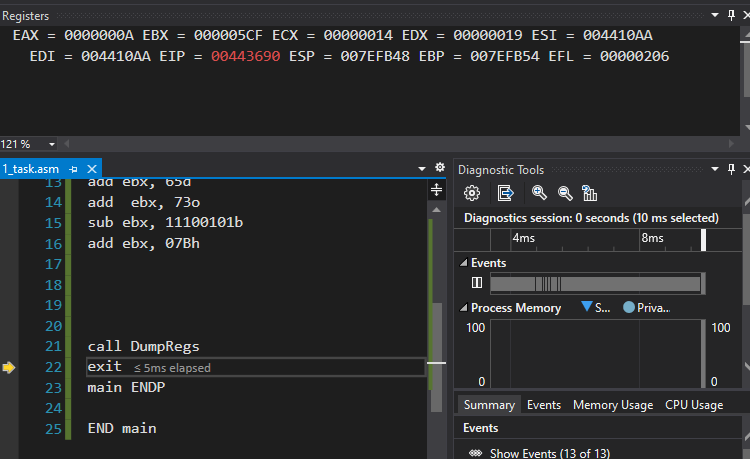 Registers
EAX = 0000000A EBX = 000005CF ECX = 00000014 EDX = 00000019 ESI = 004410AA
EDI = 004410AA EIP = 00443690 ESP = 007EFB48 EBP = 007EFB54 EFL = 00000206
121 %
1_task.asm
13 add ebx, 65d
14 add  ebx, 73o
15 sub ebx, 11100101b
16 add ebx, 07Bh
17
18
19
20
21 call DumpRegs
22 exit ≤ 5ms elapsed
23 main ENDP
24
25 END main
Diagnostic Tools
Diagnostics session: 0 seconds (10 ms selected)
4ms 8ms
Events
Process Memory S... Priva...
100 100
0 0
Summary Events Memory Usage CPU Usage
Events
Show Events (13 of 13)